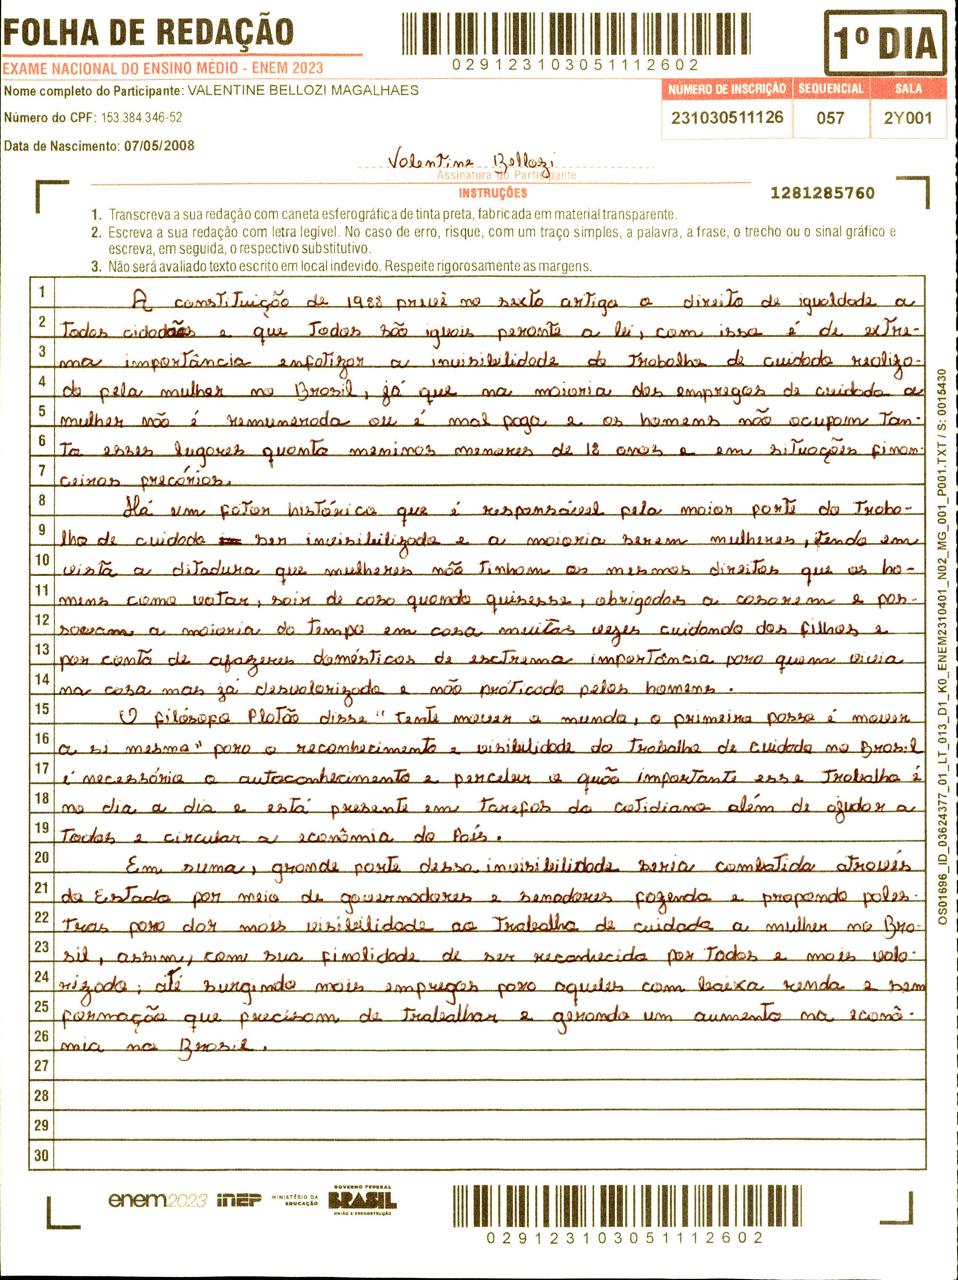 FOLHA DE REDAÇÃO
EXAME NACIONAL DO ENSINO MÉDIO - ENEM 2023
029123103051112602
1º DIA
Nome completo do Participante: VALENTINE BELLOZI MAGALHAES
Número do CPF: 153.384.346-52
Data de Nascimento: 07/05/2008
NÚMERO DE INSCRIÇÃO SEQUENCIAL SALA
231030511126 057 2Y001
Valentine Bellozi
Assinatura do Participante
INSTRUÇÕES
1281285760
1. Transcreva a sua redação com caneta esferográfica de tinta preta, fabricada em material transparente.
2. Escreva a sua redação com letra legível. No caso de erro, risque, com um traço simples, a palavra, a frase, o trecho ou o sinal gráfico e
escreva, em seguida, o respectivo substitutivo.
3. Não será avaliado texto escrito em local indevido. Respeite rigorosamente as margens.
1 A constituição de 1988 prevê no sexto artigo o direito de igualdade a
2 todos cidadãos e que todos são iguais perante a lei, com isso é de extre-
3 ma importância enfatizar a invisibilidade do trabalho de cuidado realiza-
4 do pela mulher no Brasil, já que na maioria dos empregos de cuidado a
5 mulher não é remunerada ou é mal paga e os homens não ocupam tan-
6 to esses lugares quanto meninos menores de 18 anos e em situações finan-
7 ceiras precárias.
8 Há um fator histórico que é responsável pela maior parte do traba-
9 lho de cuidado ser invisibilizado e a maioria serem mulheres, tendo em
10 vista a ditadura que mulheres não tinham os mesmos direitos que os ho-
11 mens como votar, sair de casa quando quisesse, obrigadas a casarem e pas-
12 savam a maioria do tempo em casa muitas vezes cuidando dos filhos e
13 por conta de afazeres domésticos de esctrema importância para quem vivia
14 na casa mas já desvalorizado e não práticado pelos homens.
15 O filósofo Platão disse "tente mover o mundo, o primeiro passo é mover
16 a si mesmo" para o reconhecimento e visibilidade do trabalho de cuidado no Brasil
17 é necessário o autoconhecimento e perceber o quão importante esse trabalho é
18 no dia a dia e está presente em tarefas do cotidiano além de ajudar a
19 todos e circular a econômia do País.
20 Em suma, grande parte dessa invisibilidade seria combatida através
21 do Estado por meio de governadores e senadores fazendo e propondo pales-
22 tras para dar mais visibilidade ao trabalho de cuidado a mulher no Bra-
23 sil, assim, com sua finalidade de ser reconhecido por todos e mais valo-
24 rizado; até surgindo mais empregos para aqueles com baixa renda e sem
25 formação que precisam de trabalhar e gerando um aumento na econô-
26 mia no Brasil.
27
28
29
30
OS01696_ID_03624377_01_LT_013_D1_K0_ENEM2310401_N02_MG_001_P001.TXT / S: 0015430
enem2023 inep MINISTÉRIO DA EDUCAÇÃO GOVERNO FEDERAL BRASIL UNIÃO E RECONSTRUÇÃO
029123103051112602